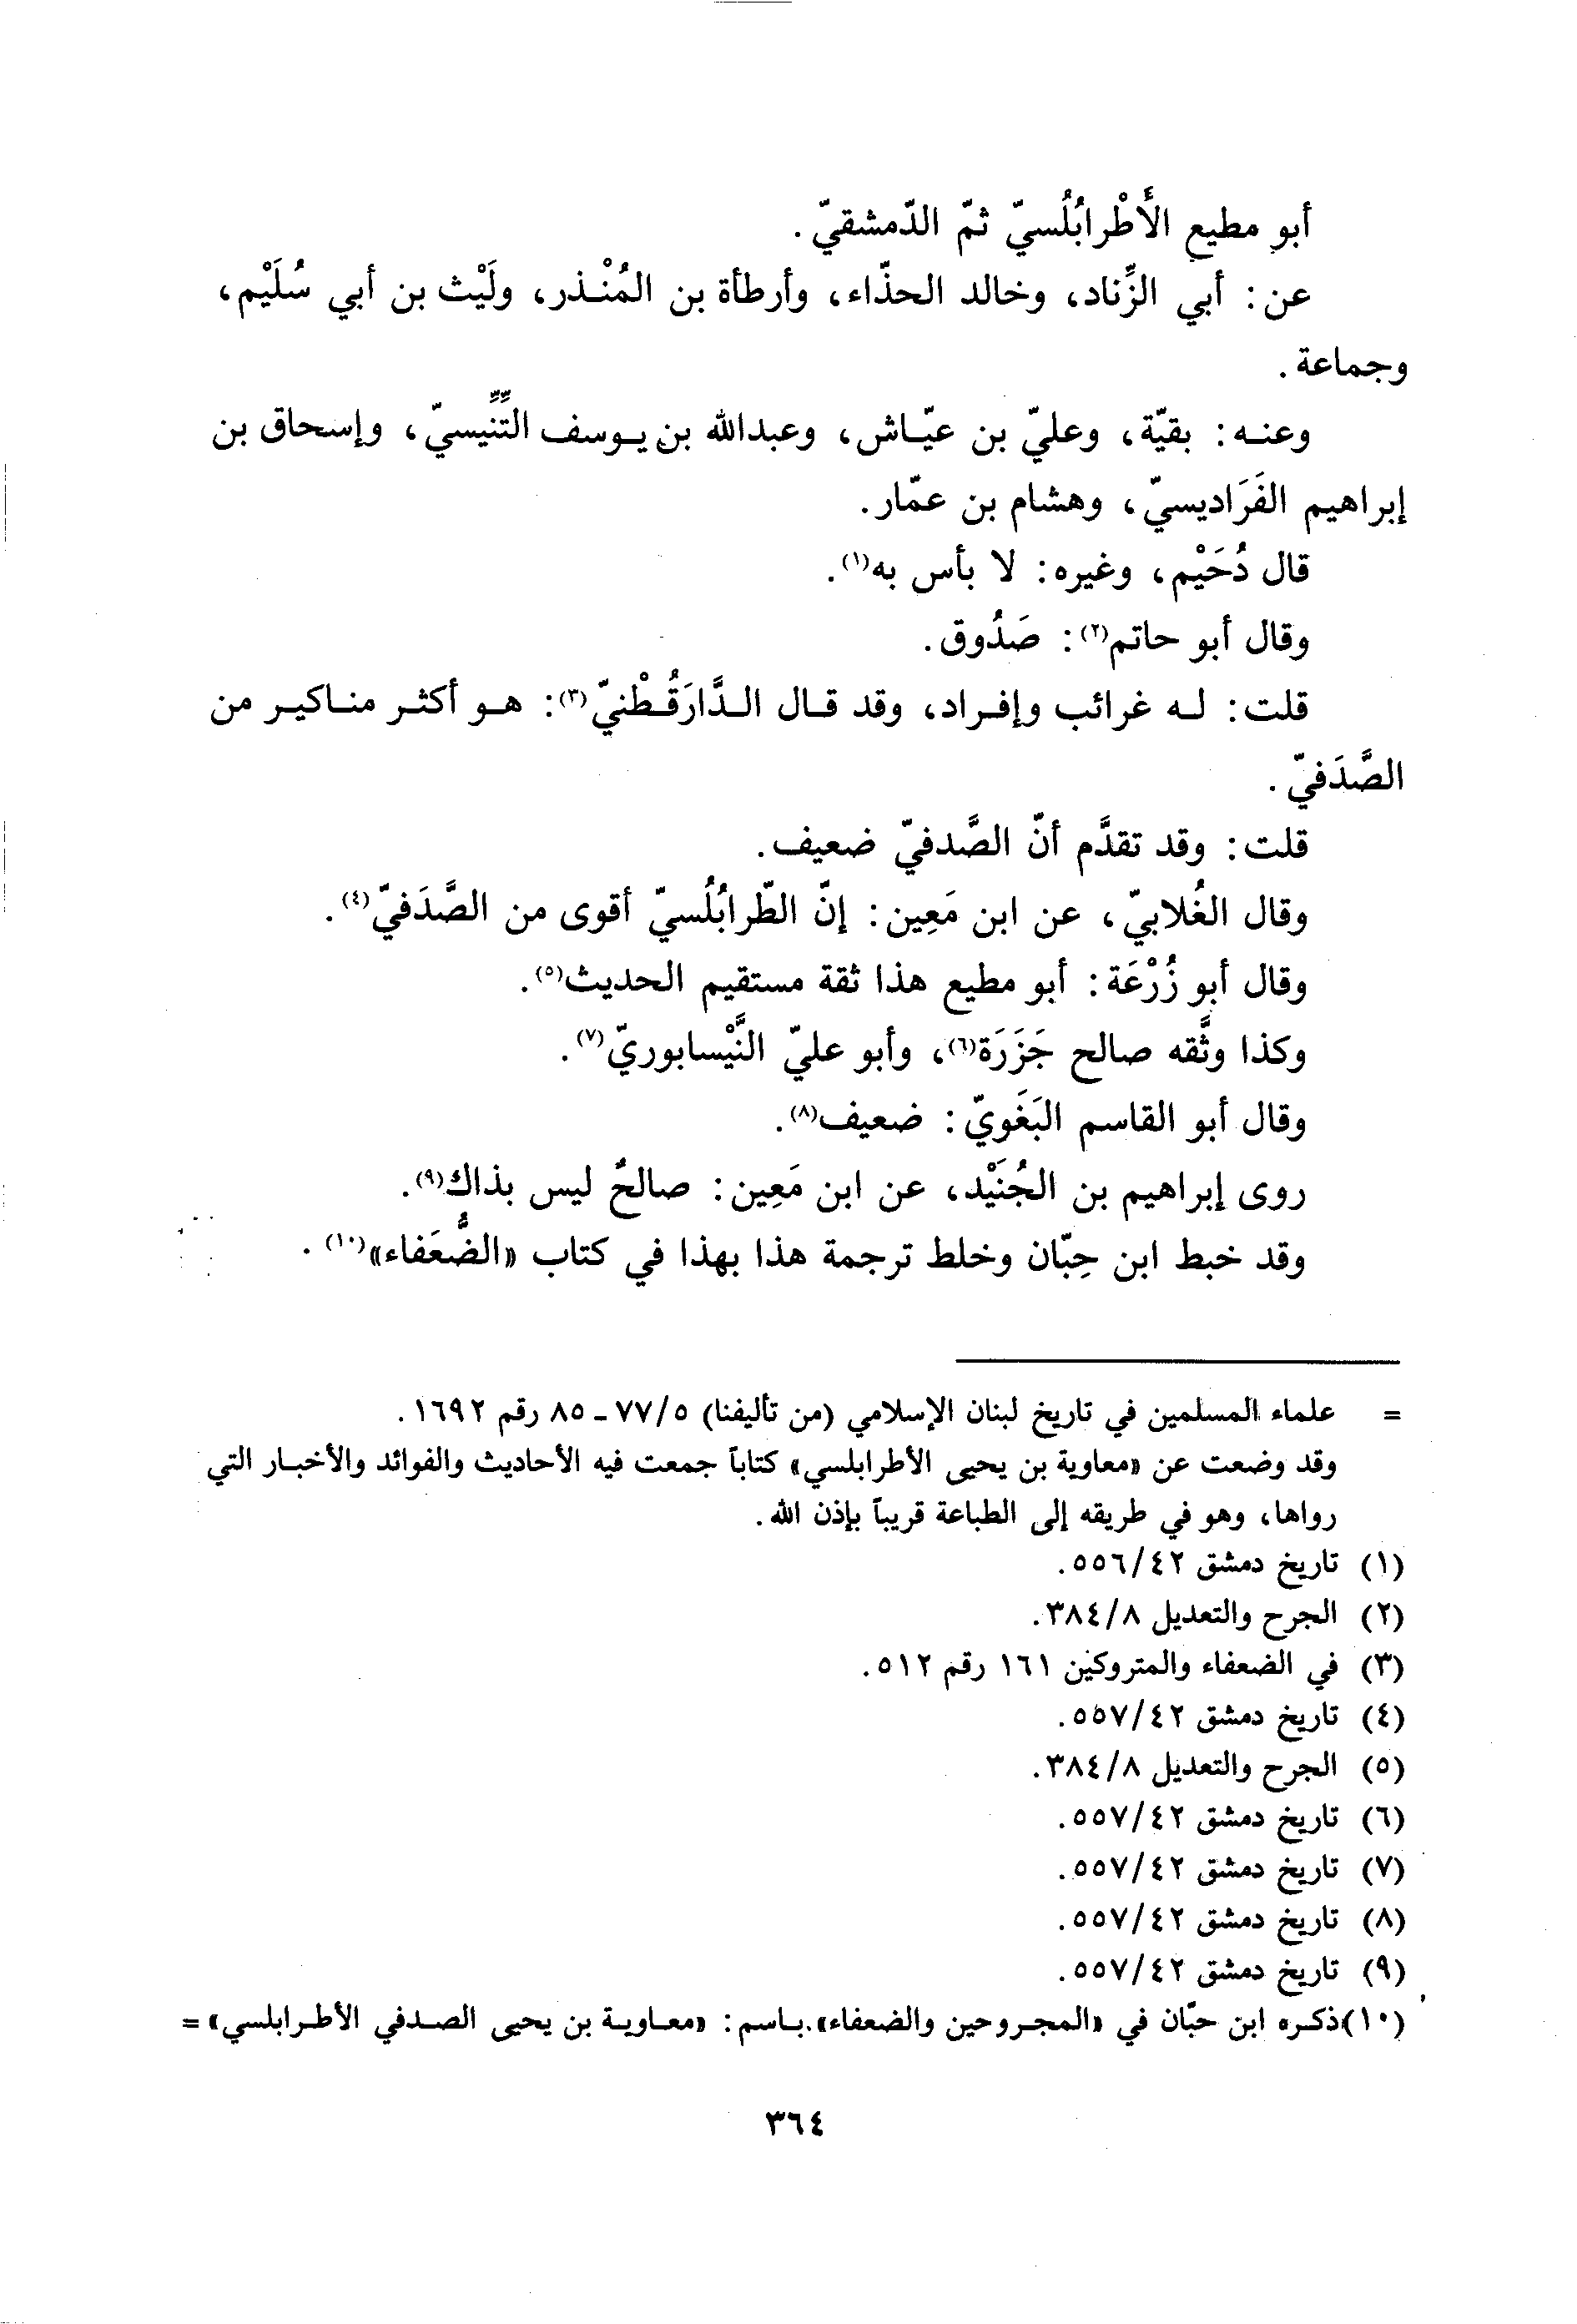 أبو مطيع الأَطْرابُلُسيّ ثمّ الدّمشقيّ.
عن: أبي الزِّناد، وخالد الحذّاء، وأرطأة بن المُنْذر، ولَيْث بن أبي سُلَيْم،
وجماعة.
وعنه: بقيّة، وعليّ بن عيّاش، وعبدالله بن يوسف التِّنِّيسيّ، وإسحاق بن
إبراهيم الفَرَاديسيّ، وهشام بن عمّار.
قال دُحَيْم، وغيره: لا بأس به(١).
وقال أبو حاتم(٢): صَدُوق.
قلت: له غرائب وإفراد، وقد قال الدَّارَقُطْنيّ(٣): هو أكثر مناكير من
الصَّدَفيّ.
قلت: وقد تقدَّم أنّ الصَّدفيّ ضعيف.
وقال الغُلابيّ، عن ابن مَعِين: إنّ الطّرابُلُسيّ أقوى من الصَّدَفيّ(٤).
وقال أبو زُرْعَة: أبو مطيع هذا ثقة مستقيم الحديث(٥).
وكذا وثَّقه صالح جَزَرَة(٦)، وأبو عليّ النَّيْسابوريّ(٧).
وقال أبو القاسم البَغَويّ: ضعيف(٨).
روى إبراهيم بن الجُنَيْد، عن ابن مَعِين: صالحٌ ليس بذاك(٩).
وقد خبط ابن حِبّان وخلط ترجمة هذا بهذا في كتاب «الضُّعَفاء»(١٠).
= علماء المسلمين في تاريخ لبنان الإسلامي (من تأليفنا) ٧٧/٥ - ٨٥ رقم ١٦٩٢.
وقد وضعت عن «معاوية بن يحيى الأطرابلسي» كتاباً جمعت فيه الأحاديث والفوائد والأخبار التي
رواها، وهو في طريقه إلى الطباعة قريباً بإذن الله.
(١) تاريخ دمشق ٥٥٦/٤٢.
(٢) الجرح والتعديل ٣٨٤/٨.
(٣) في الضعفاء والمتروكين ١٦١ رقم ٥١٢.
(٤) تاريخ دمشق ٥٥٧/٤٢.
(٥) الجرح والتعديل ٣٨٤/٨.
(٦) تاريخ دمشق ٥٥٧/٤٢.
(٧) تاريخ دمشق ٥٥٧/٤٢.
(٨) تاريخ دمشق ٥٥٧/٤٢.
(٩) تاريخ دمشق ٥٥٧/٤٢.
(١٠) ذكره ابن حبّان في «المجروحين والضعفاء» باسم: «معاوية بن يحيى الصدفي الأطرابلسي» =
٣٦٤